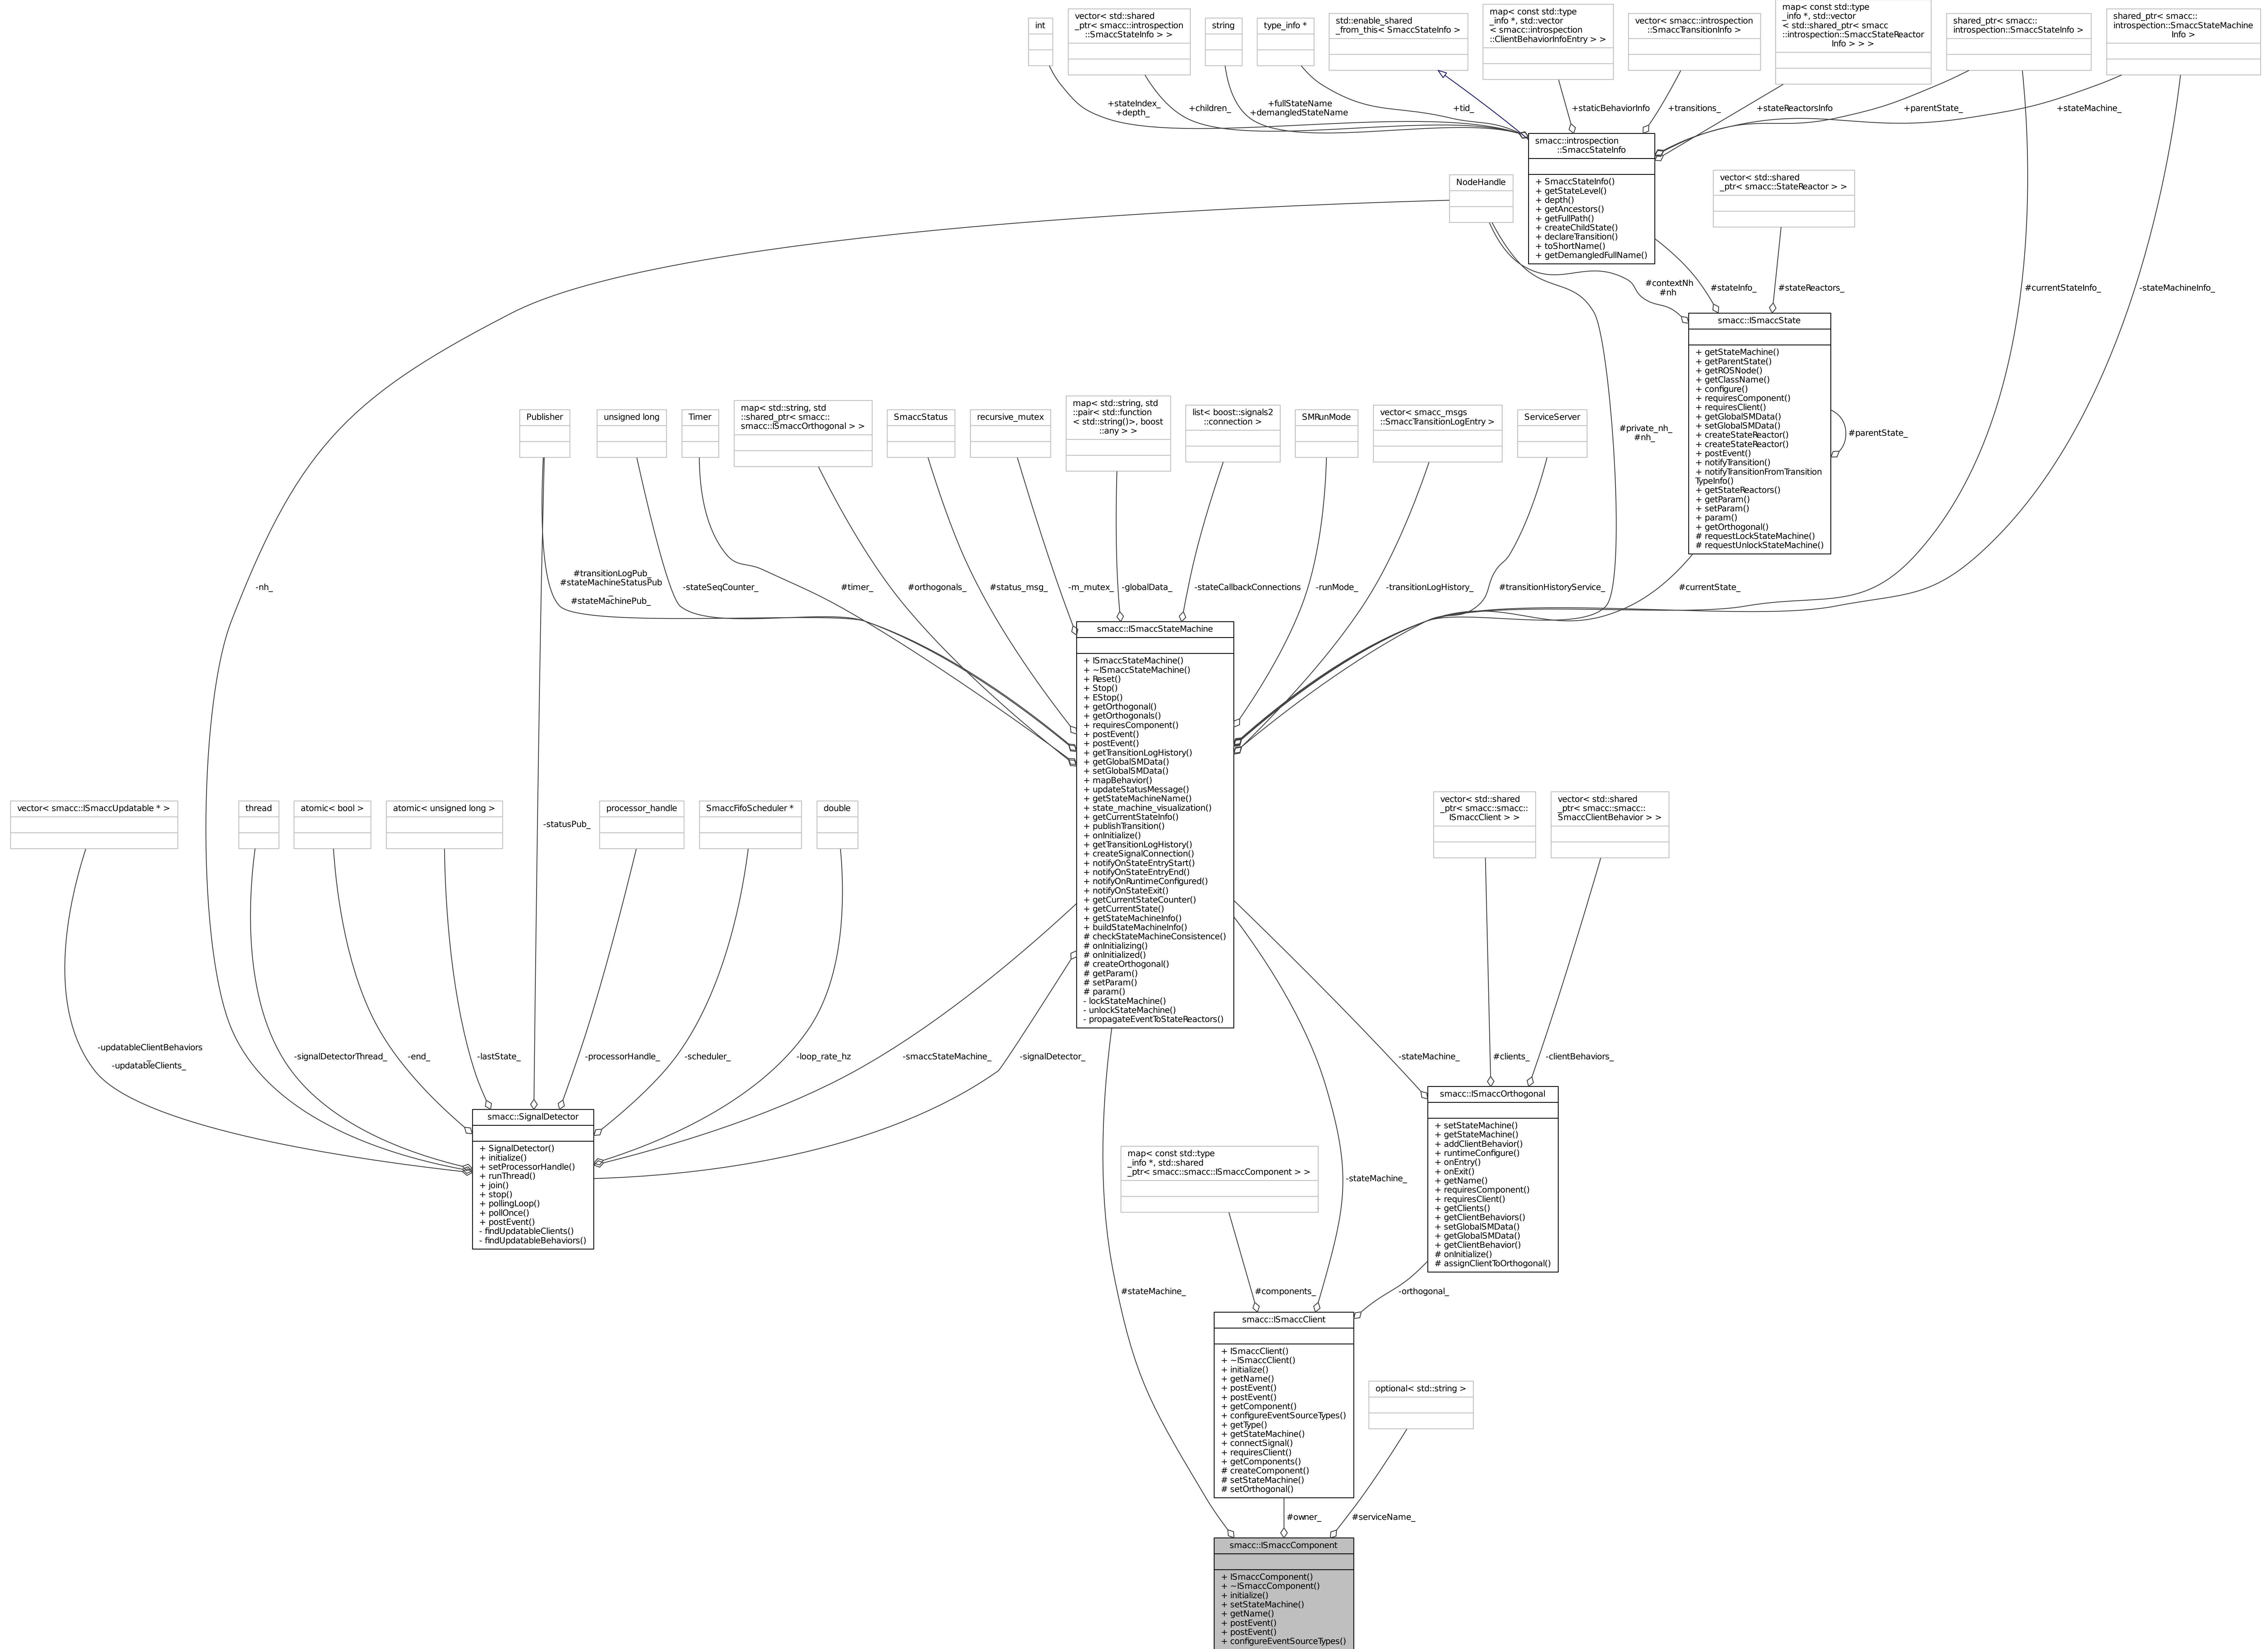 int
vector< std::shared
_ptr< smacc::introspection
::SmaccStateInfo > >
string
type_info *
std::enable_shared
_from_this< SmaccStateInfo >
map< const std::type
_info *, std::vector
< smacc::introspection
::ClientBehaviorInfoEntry > >
vector< smacc::introspection
::SmaccTransitionInfo >
map< const std::type
_info *, std::vector
< std::shared_ptr< smacc
::introspection::SmaccStateReactor
Info > > >
shared_ptr< smacc::
introspection::SmaccStateInfo >
shared_ptr< smacc::
introspection::SmaccStateMachine
Info >
+stateIndex_
+depth_
+children_
+fullStateName
+demangledStateName
+tid_
+staticBehaviorInfo
+transitions_
+stateReactorsInfo
+parentState_
+stateMachine_
smacc::introspection
::SmaccStateInfo
+ SmaccStateInfo()
+ getStateLevel()
+ depth()
+ getAncestors()
+ getFullPath()
+ createChildState()
+ declareTransition()
+ toShortName()
+ getDemangledFullName()
NodeHandle
vector< std::shared
_ptr< smacc::StateReactor > >
#contextNh
#nh
#stateInfo_
#stateReactors_
#currentStateInfo_
-stateMachineInfo_
smacc::ISmaccState
+ getStateMachine()
+ getParentState()
+ getROSNode()
+ getClassName()
+ configure()
+ requiresComponent()
+ requiresClient()
+ getGlobalSMData()
+ setGlobalSMData()
+ createStateReactor()
+ createStateReactor()
+ postEvent()
+ notifyTransition()
+ notifyTransitionFromTransition
TypeInfo()
+ getStateReactors()
+ getParam()
+ setParam()
+ param()
+ getOrthogonal()
# requestLockStateMachine()
# requestUnlockStateMachine()
#parentState_
#private_nh_
#nh_
Publisher
unsigned long
Timer
map< std::string, std
::shared_ptr< smacc::
smacc::ISmaccOrthogonal > >
SmaccStatus
recursive_mutex
map< std::string, std
::pair< std::function
< std::string()>, boost
::any > >
list< boost::signals2
::connection >
SMRunMode
vector< smacc_msgs
::SmaccTransitionLogEntry >
ServiceServer
-nh_
#transitionLogPub_
#stateMachineStatusPub
_
#stateMachinePub_
-stateSeqCounter_
#timer_
#orthogonals_
#status_msg_
-m_mutex_
-globalData_
-stateCallbackConnections
-runMode_
-transitionLogHistory_
#transitionHistoryService_
#currentState_
smacc::ISmaccStateMachine
+ ISmaccStateMachine()
+ ~ISmaccStateMachine()
+ Reset()
+ Stop()
+ EStop()
+ getOrthogonal()
+ getOrthogonals()
+ requiresComponent()
+ postEvent()
+ postEvent()
+ getTransitionLogHistory()
+ getGlobalSMData()
+ setGlobalSMData()
+ mapBehavior()
+ updateStatusMessage()
+ getStateMachineName()
+ state_machine_visualization()
+ getCurrentStateInfo()
+ publishTransition()
+ onInitialize()
+ getTransitionLogHistory()
+ createSignalConnection()
+ notifyOnStateEntryStart()
+ notifyOnStateEntryEnd()
+ notifyOnRuntimeConfigured()
+ notifyOnStateExit()
+ getCurrentStateCounter()
+ getCurrentState()
+ getStateMachineInfo()
+ buildStateMachineInfo()
# checkStateMachineConsistence()
# onInitializing()
# onInitialized()
# createOrthogonal()
# getParam()
# setParam()
# param()
- lockStateMachine()
- unlockStateMachine()
- propagateEventToStateReactors()
vector< smacc::ISmaccUpdatable * >
thread
atomic< bool >
atomic< unsigned long >
-statusPub_
processor_handle
SmaccFifoScheduler *
double
vector< std::shared
_ptr< smacc::smacc::
ISmaccClient > >
vector< std::shared
_ptr< smacc::smacc::
SmaccClientBehavior > >
-updatableClientBehaviors
_
-updatableClients_
-signalDetectorThread_
-end_
-lastState_
-processorHandle_
-scheduler_
-loop_rate_hz
-smaccStateMachine_
-signalDetector_
-stateMachine_
#clients_
-clientBehaviors_
smacc::SignalDetector
+ SignalDetector()
+ initialize()
+ setProcessorHandle()
+ runThread()
+ join()
+ stop()
+ pollingLoop()
+ pollOnce()
+ postEvent()
- findUpdatableClients()
- findUpdatableBehaviors()
smacc::ISmaccOrthogonal
+ setStateMachine()
+ getStateMachine()
+ addClientBehavior()
+ runtimeConfigure()
+ onEntry()
+ onExit()
+ getName()
+ requiresComponent()
+ requiresClient()
+ getClients()
+ getClientBehaviors()
+ setGlobalSMData()
+ getGlobalSMData()
+ getClientBehavior()
# onInitialize()
# assignClientToOrthogonal()
map< const std::type
_info *, std::shared
_ptr< smacc::smacc::ISmaccComponent > >
-stateMachine_
#stateMachine_
#components_
-orthogonal_
smacc::ISmaccClient
+ ISmaccClient()
+ ~ISmaccClient()
+ initialize()
+ getName()
+ postEvent()
+ postEvent()
+ getComponent()
+ configureEventSourceTypes()
+ getType()
+ getStateMachine()
+ connectSignal()
+ requiresClient()
+ getComponents()
# createComponent()
# setStateMachine()
# setOrthogonal()
optional< std::string >
#owner_
#serviceName_
smacc::ISmaccComponent
+ ISmaccComponent()
+ ~ISmaccComponent()
+ initialize()
+ setStateMachine()
+ getName()
+ postEvent()
+ postEvent()
+ configureEventSourceTypes()